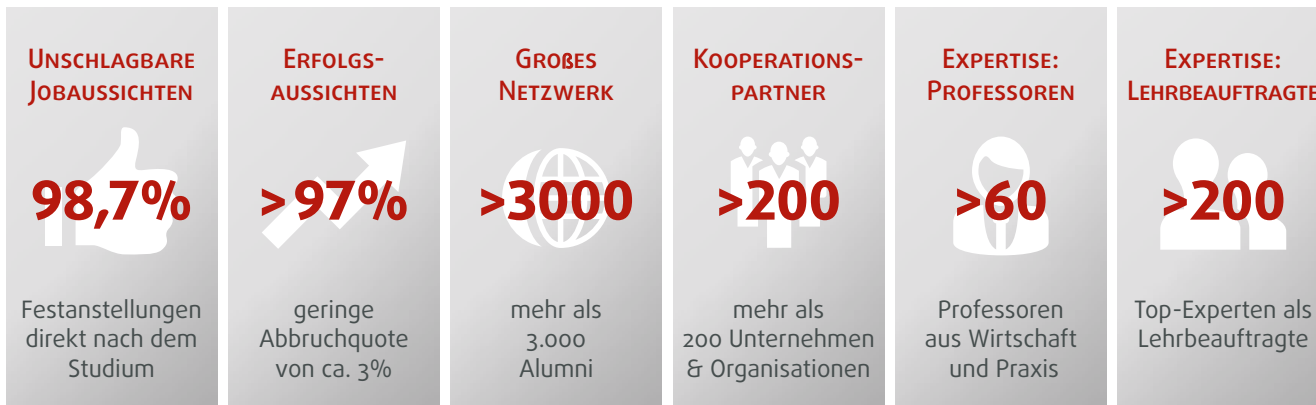 UNSCHLAGBARE
JOBAUSSICHTEN
98,7%
Festanstellungen
direkt nach dem
Studium
ERFOLGS-
AUSSICHTEN
>97%
geringe
Abbruchquote
von ca. 3%
GROßES
NETZWERK
>3000
mehr als
3.000
Alumni
KOOPERATIONS-
PARTNER
>200
mehr als
200 Unternehmen
& Organisationen
EXPERTISE:
PROFESSOREN
>60
Professoren
aus Wirtschaft
und Praxis
EXPERTISE:
LEHRBEAUFTRAGTE
>200
Top-Experten als
Lehrbeauftragte